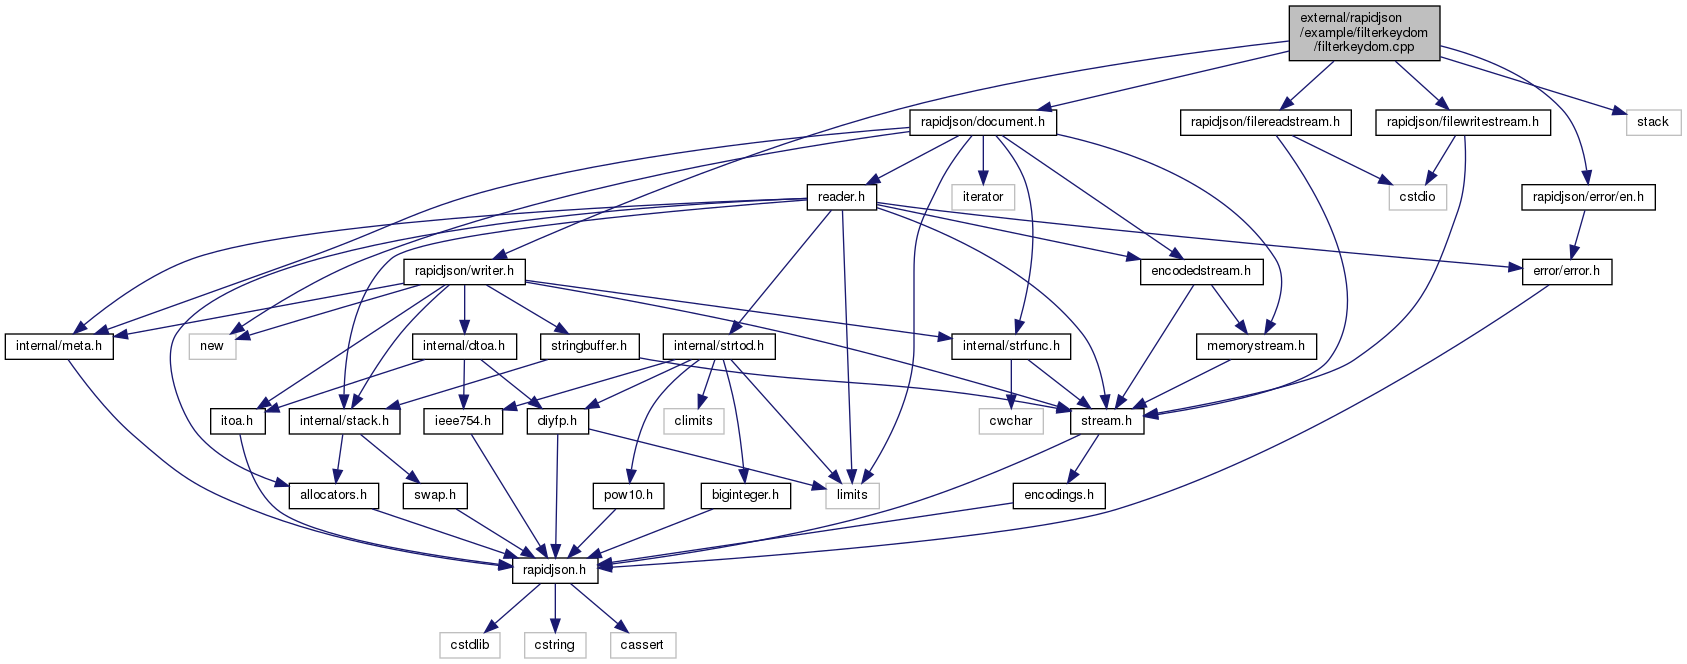 external/rapidjson
/example/filterkeydom
/filterkeydom.cpp
rapidjson/document.h
rapidjson/filereadstream.h
rapidjson/filewritestream.h
stack
reader.h
iterator
cstdio
rapidjson/error/en.h
rapidjson/writer.h
encodedstream.h
error/error.h
internal/meta.h
new
internal/dtoa.h
stringbuffer.h
internal/strtod.h
internal/strfunc.h
memorystream.h
itoa.h
internal/stack.h
ieee754.h
diyfp.h
climits
cwchar
stream.h
allocators.h
swap.h
pow10.h
biginteger.h
limits
encodings.h
rapidjson.h
cstdlib
cstring
cassert